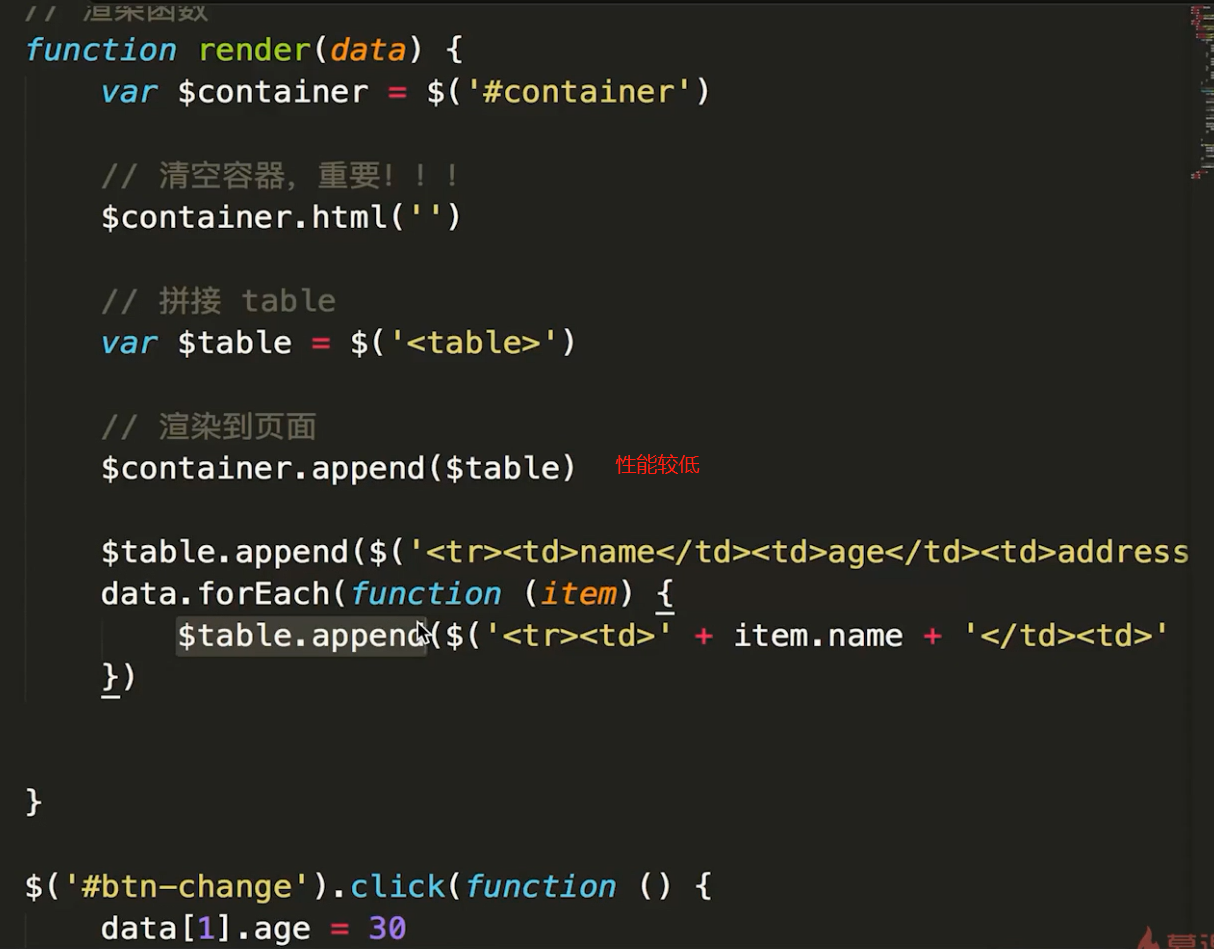 // 渲染函数
function render(data) {
var $container = $('#container')
// 清空容器，重要！！！
$container.html('')
// 拼接 table
var $table = $('<table>')
// 渲染到页面
$container.append($table) 性能较低
$table.append($('<tr><td>name</td><td>age</td><td>address
data.forEach(function (item) {
$table.append($('<tr><td>' + item.name + '</td><td>'
})
}
$('#btn-change').click(function () {
data[1].age = 30